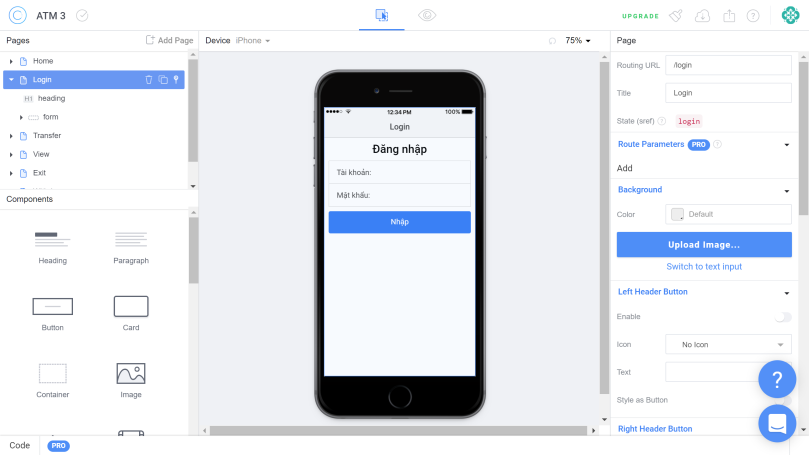 ATM 3
UPGRADE
Pages
Add Page
Home
Login
H1 heading
form
Transfer
View
Exit
Components
Heading
Paragraph
Button
Card
Container
Image
Code
PRO
Device
iPhone
75%
12:34 PM
100%
Login
Đăng nhập
Tài khoản:
Mật khẩu:
Nhập
Page
Routing URL
/login
Title
Login
State (sref)
login
Route Parameters
PRO
Add
Background
Color
Default
Upload Image...
Switch to text input
Left Header Button
Enable
Icon
No Icon
Text
Style as Button
Right Header Button